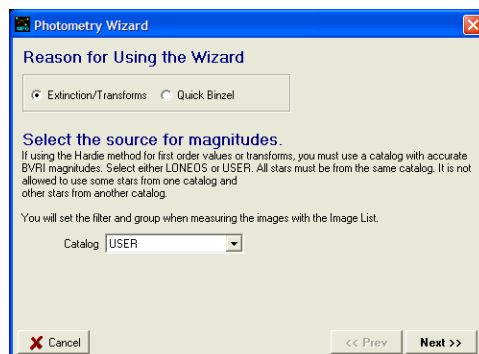 Photometry Wizard
Reason for Using the Wizard
Extinction/Transforms Quick Binzel
Select the source for magnitudes.
If using the Hardie method for first order values or transforms, you must use a catalog with accurate
BVRI magnitudes. Select either LONEOS or USER. All stars must be from the same catalog. It is not
allowed to use some stars from one catalog and
other stars from another catalog.
You will set the filter and group when measuring the images with the Image List.
Catalog USER
Cancel << Prev Next >>